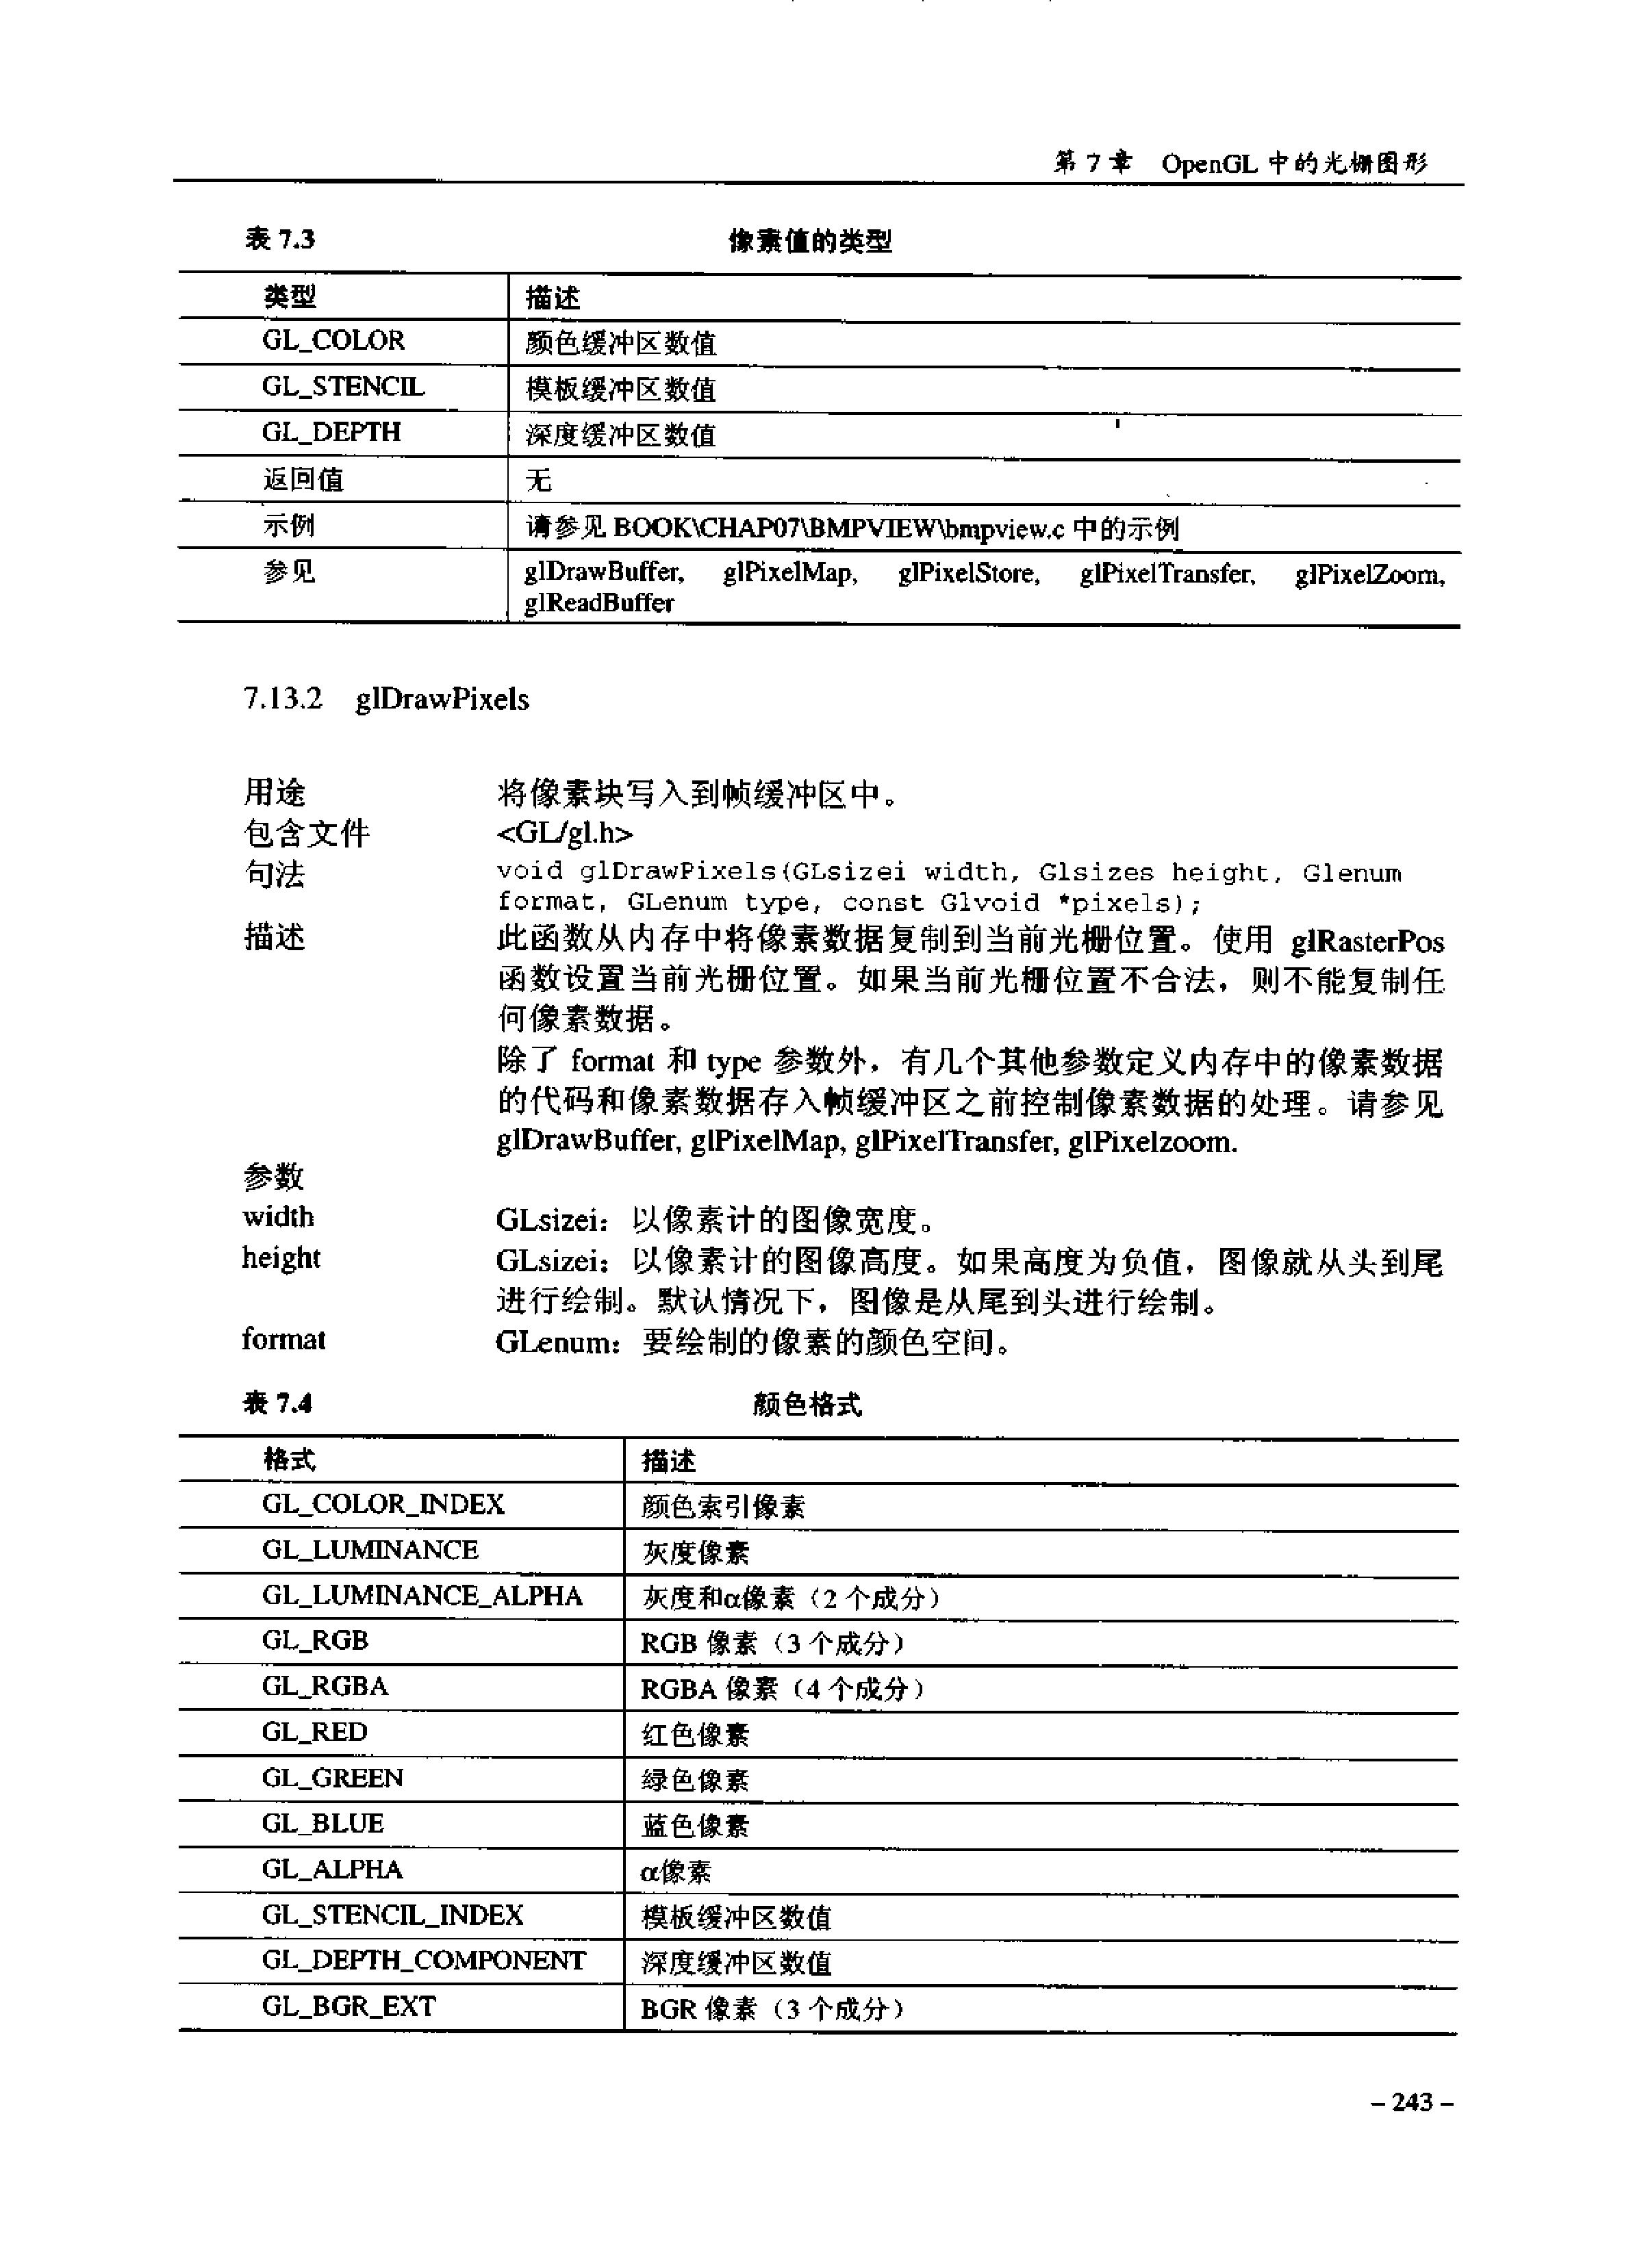 第 7 章 OpenGL 中的光栅图形
表 7.3 像素值的类型
类型 描述
GL_COLOR 颜色缓冲区数值
GL_STENCIL 模板缓冲区数值
GL_DEPTH 深度缓冲区数值
返回值 无
示例 请参见 BOOK\CHAP07\BMPVIEW\bmpview.c 中的示例
参见 glDrawBuffer, glPixelMap, glPixelStore, glPixelTransfer, glPixelZoom,
glReadBuffer
7.13.2 glDrawPixels
用途 将像素块写入到帧缓冲区中。
包含文件 <GL/gl.h>
句法 void glDrawPixels(GLsizei width, Glsizes height, Glenum
format, GLenum type, const Glvoid *pixels);
描述 此函数从内存中将像素数据复制到当前光栅位置。使用 glRasterPos
函数设置当前光栅位置。如果当前光栅位置不合法，则不能复制任
何像素数据。
除了 format 和 type 参数外，有几个其他参数定义内存中的像素数据
的代码和像素数据存入帧缓冲区之前控制像素数据的处理。请参见
glDrawBuffer, glPixelMap, glPixelTransfer, glPixelzoom.
参数
width GLsizei：以像素计的图像宽度。
height GLsizei：以像素计的图像高度。如果高度为负值，图像就从头到尾
进行绘制。默认情况下，图像是从尾到头进行绘制。
format GLenum：要绘制的像素的颜色空间。
表 7.4 颜色格式
格式 描述
GL_COLOR_INDEX 颜色索引像素
GL_LUMINANCE 灰度像素
GL_LUMINANCE_ALPHA 灰度和α像素（2 个成分）
GL_RGB RGB 像素（3 个成分）
GL_RGBA RGBA 像素（4 个成分）
GL_RED 红色像素
GL_GREEN 绿色像素
GL_BLUE 蓝色像素
GL_ALPHA α像素
GL_STENCIL_INDEX 模板缓冲区数值
GL_DEPTH_COMPONENT 深度缓冲区数值
GL_BGR_EXT BGR 像素（3 个成分）
– 243 –